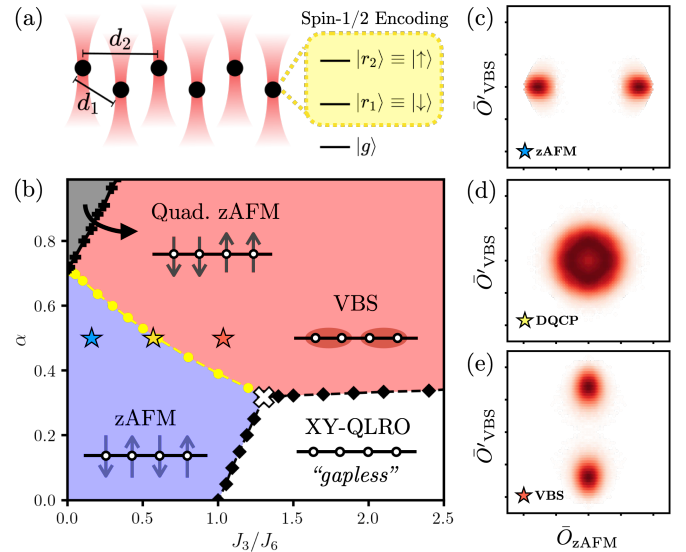 (a)
d₂
d₁
Spin-1/2 Encoding
|r₂⟩ ≡ |↑⟩
|r₁⟩ ≡ |↓⟩
|g⟩
(b)
Quad. zAFM
VBS
zAFM
XY-QLRO
“gapless”
α
0.8
0.6
0.4
0.2
0.0
0.0 0.5 1.0 1.5 2.0 2.5
J₃/J₆
(c)
Ō′VBS
zAFM
(d)
Ō′VBS
DQCP
(e)
Ō′VBS
VBS
ŌzAFM